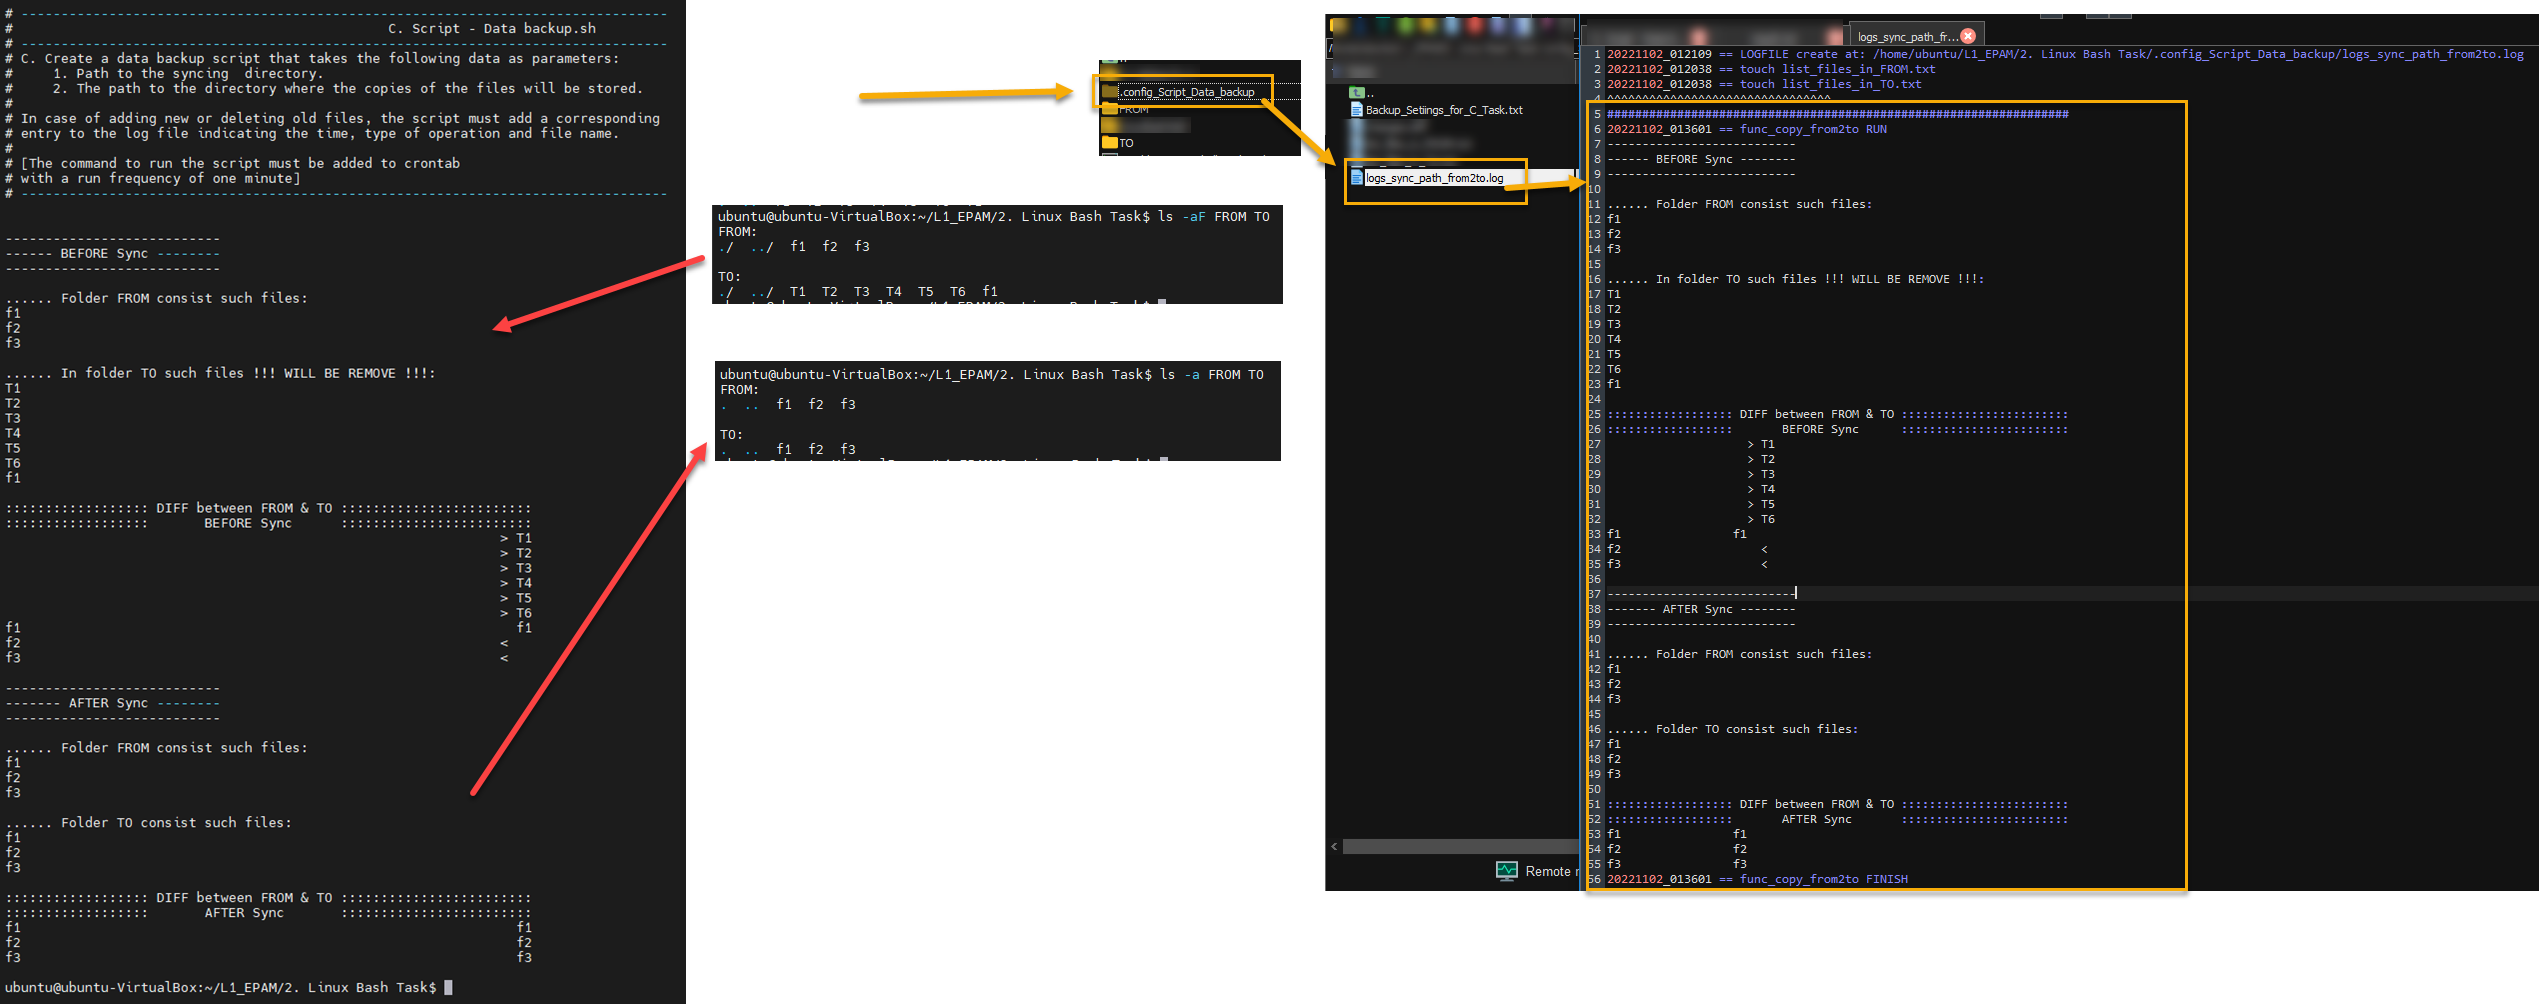 # ---------------------------------------------------------------------------------
#                                               C. Script - Data backup.sh
# ---------------------------------------------------------------------------------
# C. Create a data backup script that takes the following data as parameters:
#     1. Path to the syncing  directory.
#     2. The path to the directory where the copies of the files will be stored.
#
# In case of adding new or deleting old files, the script must add a corresponding
# entry to the log file indicating the time, type of operation and file name.
#
# [The command to run the script must be added to crontab
# with a run frequency of one minute]
# ---------------------------------------------------------------------------------
---------------------------
------ BEFORE Sync --------
---------------------------
...... Folder FROM consist such files:
f1
f2
f3
...... In folder TO such files !!! WILL BE REMOVE !!!:
T1
T2
T3
T4
T5
T6
f1
:::::::::::::::::: DIFF between FROM & TO ::::::::::::::::::::::::
::::::::::::::::::       BEFORE Sync      ::::::::::::::::::::::::
> T1
> T2
> T3
> T4
> T5
> T6
f1 f1
f2 <
f3 <
---------------------------
------- AFTER Sync --------
---------------------------
...... Folder FROM consist such files:
f1
f2
f3
...... Folder TO consist such files:
f1
f2
f3
:::::::::::::::::: DIFF between FROM & TO ::::::::::::::::::::::::
::::::::::::::::::       AFTER Sync       ::::::::::::::::::::::::
f1 f1
f2 f2
f3 f3
ubuntu@ubuntu-VirtualBox:~/L1_EPAM/2. Linux Bash Task$
ubuntu@ubuntu-VirtualBox:~/L1_EPAM/2. Linux Bash Task$ ls -aF FROM TO
FROM:
./  ../  f1  f2  f3
TO:
./  ../  T1  T2  T3  T4  T5  T6  f1
ubuntu@ubuntu-VirtualBox:~/L1_EPAM/2. Linux Bash Task$ ls -a FROM TO
FROM:
.  ..  f1  f2  f3
TO:
.  ..  f1  f2  f3
..
.config_Script_Data_backup
FROM
TO
..
Backup_Setiings_for_C_Task.txt
logs_sync_path_from2to.log
Remote
logs_sync_path_fr...
1 20221102_012109 == LOGFILE create at: /home/ubuntu/L1_EPAM/2. Linux Bash Task/.config_Script_Data_backup/logs_sync_path_from2to.log
2 20221102_012038 == touch list_files_in_FROM.txt
3 20221102_012038 == touch list_files_in_TO.txt
4 ^^^^^^^^^^^^^^^^^^^^^^^^^^^^^^^^
5 ##################################################################
6 20221102_013601 == func_copy_from2to RUN
7 ---------------------------
8 ------ BEFORE Sync --------
9 ---------------------------
10
11 ...... Folder FROM consist such files:
12 f1
13 f2
14 f3
15
16 ...... In folder TO such files !!! WILL BE REMOVE !!!:
17 T1
18 T2
19 T3
20 T4
21 T5
22 T6
23 f1
24
25 :::::::::::::::::: DIFF between FROM & TO ::::::::::::::::::::::::
26 ::::::::::::::::::       BEFORE Sync      ::::::::::::::::::::::::
27 > T1
28 > T2
29 > T3
30 > T4
31 > T5
32 > T6
33 f1 f1
34 f2 <
35 f3 <
36
37 ---------------------------
38 ------- AFTER Sync --------
39 ---------------------------
40
41 ...... Folder FROM consist such files:
42 f1
43 f2
44 f3
45
46 ...... Folder TO consist such files:
47 f1
48 f2
49 f3
50
51 :::::::::::::::::: DIFF between FROM & TO ::::::::::::::::::::::::
52 ::::::::::::::::::       AFTER Sync       ::::::::::::::::::::::::
53 f1 f1
54 f2 f2
55 f3 f3
56 20221102_013601 == func_copy_from2to FINISH